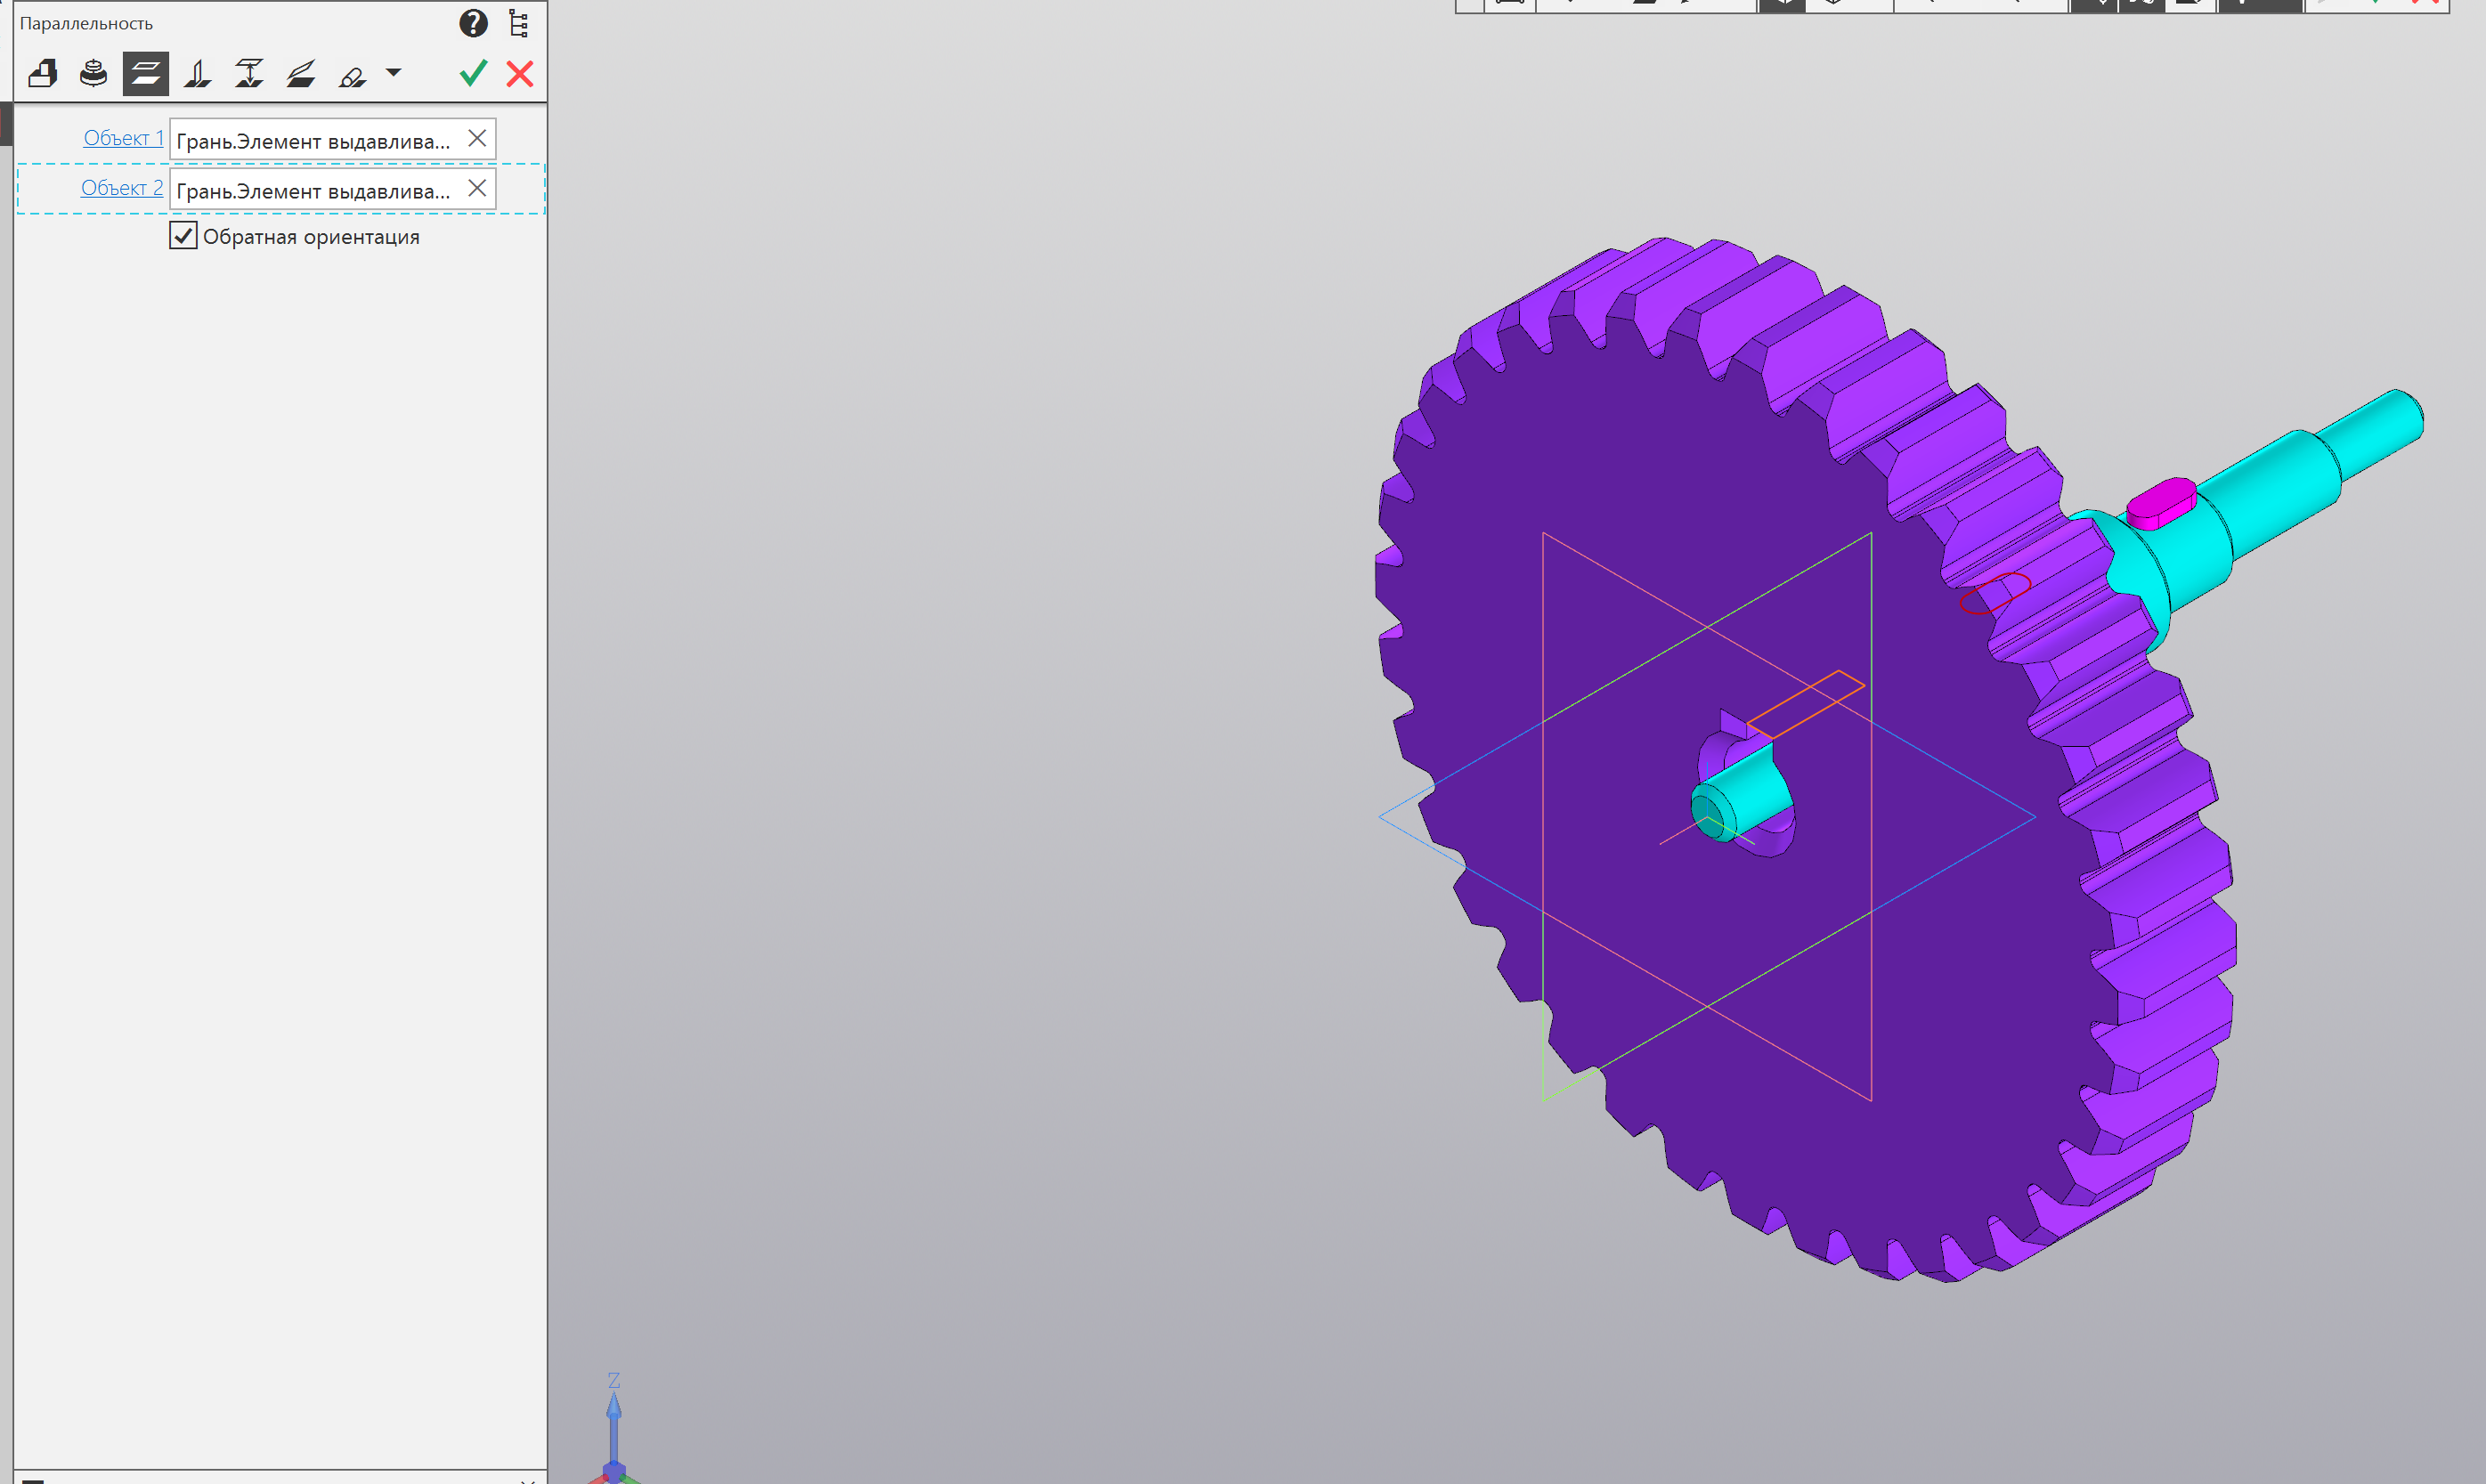 Параллельность
Объект 1 Грань.Элемент выдавлива...
Объект 2 Грань.Элемент выдавлива...
Обратная ориентация
Z